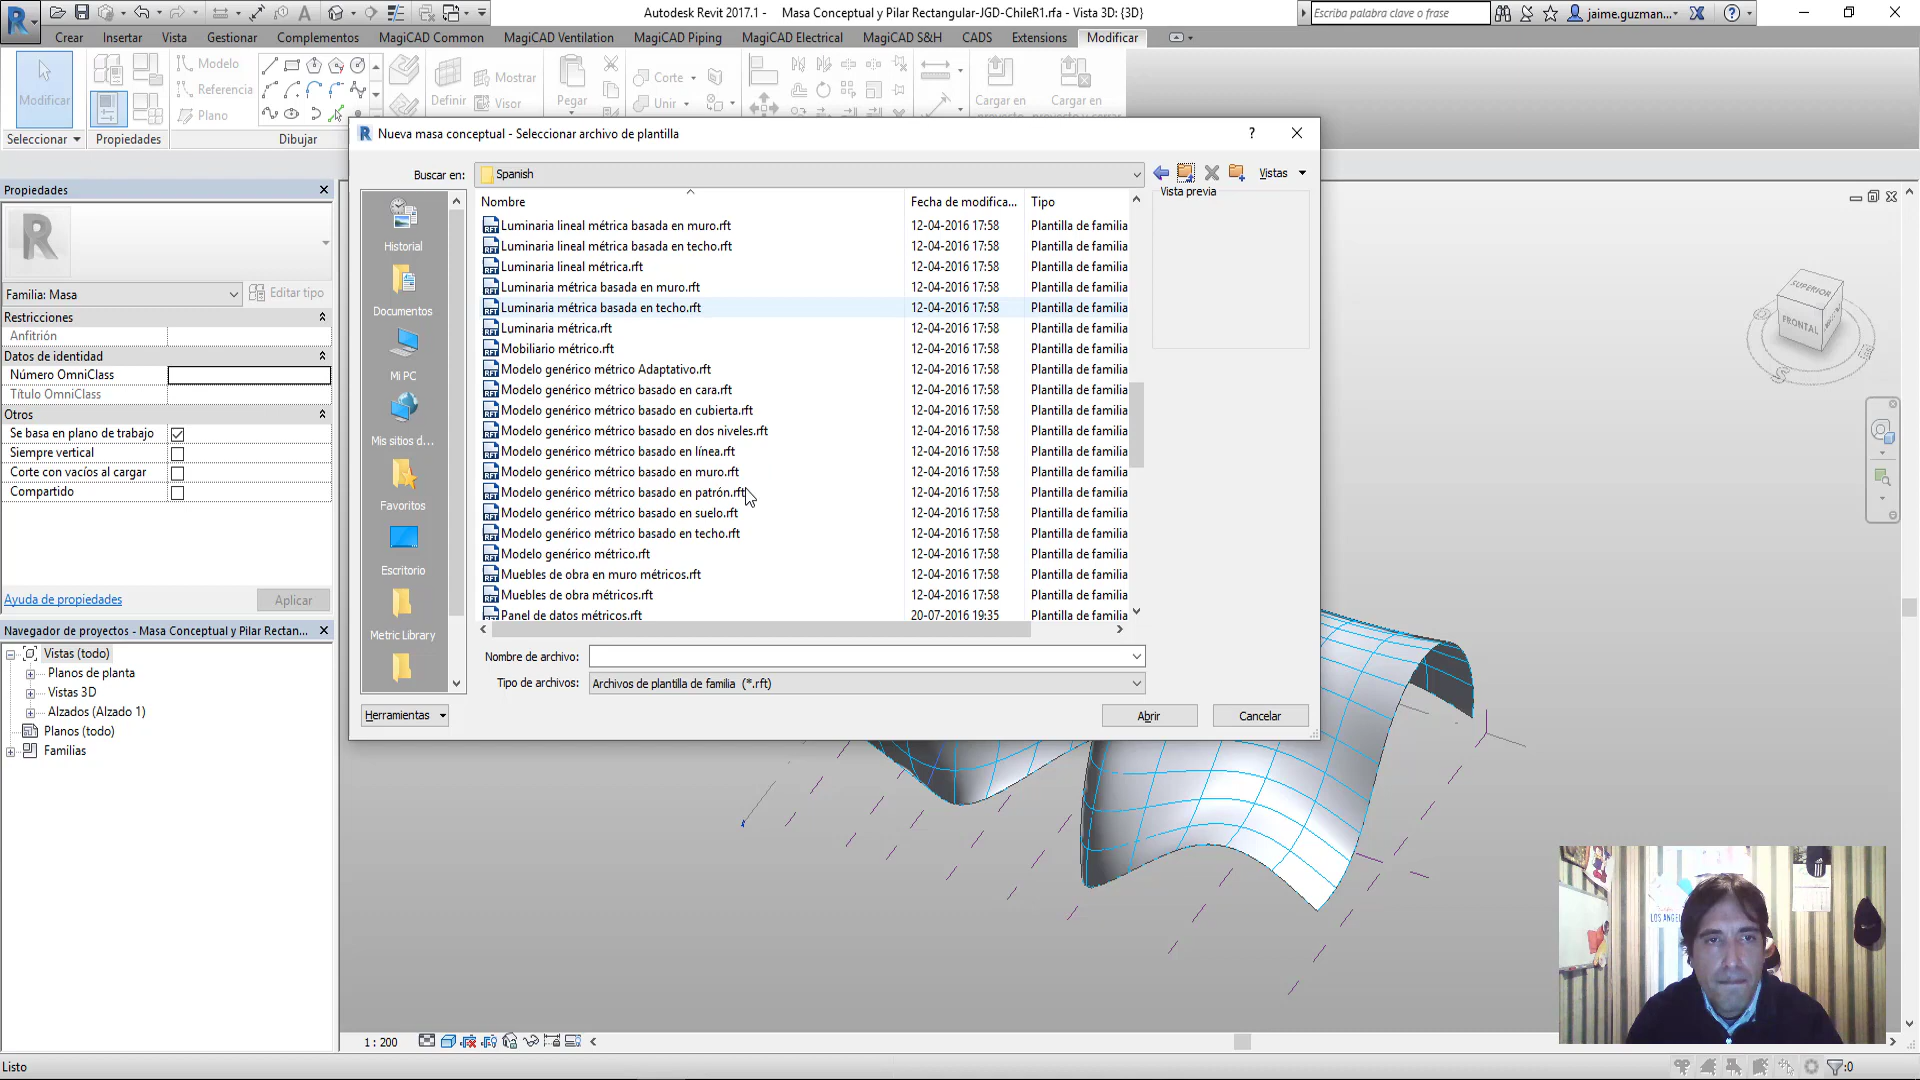 Autodesk Revit 2017.1 - Masa Conceptual y Pilar Rectangular-JGD-ChileR1.rfa - Vista 3D: {3D}
Escriba palabra clave o frase
jaime.guzman...
Crear Insertar Vista Gestionar Complementos MagiCAD Common MagiCAD Ventilation MagiCAD Piping MagiCAD Electrical MagiCAD S&H CADS Extensions Modificar
Modificar
Modelo
Referencia
Plano
Definir
Mostrar
Visor
Pegar
Corte
Unir
Cargar en
Cargar en
Seleccionar
Propiedades
Dibujar
Propiedades
Familia: Masa
Editar tipo
Restricciones
Anfitrión
Datos de identidad
Número OmniClass
Título OmniClass
Otros
Se basa en plano de trabajo
Siempre vertical
Corte con vacíos al cargar
Compartido
Ayuda de propiedades
Aplicar
Navegador de proyectos - Masa Conceptual y Pilar Rectan...
Vistas (todo)
Planos de planta
Vistas 3D
Alzados (Alzado 1)
Planos (todo)
Familias
Nueva masa conceptual - Seleccionar archivo de plantilla
Buscar en:
Spanish
Vistas
Historial
Documentos
Mi PC
Mis sitios d...
Favoritos
Escritorio
Metric Library
Nombre Fecha de modifica... Tipo
Luminaria lineal métrica basada en muro.rft 12-04-2016 17:58 Plantilla de familia
Luminaria lineal métrica basada en techo.rft 12-04-2016 17:58 Plantilla de familia
Luminaria lineal métrica.rft 12-04-2016 17:58 Plantilla de familia
Luminaria métrica basada en muro.rft 12-04-2016 17:58 Plantilla de familia
Luminaria métrica basada en techo.rft 12-04-2016 17:58 Plantilla de familia
Luminaria métrica.rft 12-04-2016 17:58 Plantilla de familia
Mobiliario métrico.rft 12-04-2016 17:58 Plantilla de familia
Modelo genérico métrico Adaptativo.rft 12-04-2016 17:58 Plantilla de familia
Modelo genérico métrico basado en cara.rft 12-04-2016 17:58 Plantilla de familia
Modelo genérico métrico basado en cubierta.rft 12-04-2016 17:58 Plantilla de familia
Modelo genérico métrico basado en dos niveles.rft 12-04-2016 17:58 Plantilla de familia
Modelo genérico métrico basado en línea.rft 12-04-2016 17:58 Plantilla de familia
Modelo genérico métrico basado en muro.rft 12-04-2016 17:58 Plantilla de familia
Modelo genérico métrico basado en patrón.rft 12-04-2016 17:58 Plantilla de familia
Modelo genérico métrico basado en suelo.rft 12-04-2016 17:58 Plantilla de familia
Modelo genérico métrico basado en techo.rft 12-04-2016 17:58 Plantilla de familia
Modelo genérico métrico.rft 12-04-2016 17:58 Plantilla de familia
Muebles de obra en muro métricos.rft 12-04-2016 17:58 Plantilla de familia
Muebles de obra métricos.rft 12-04-2016 17:58 Plantilla de familia
Panel de datos métricos.rft 20-07-2016 19:35 Plantilla de familia
Vista previa
Nombre de archivo:
Tipo de archivos: Archivos de plantilla de familia (*.rft)
Herramientas
Abrir
Cancelar
SUPERIOR
FRONTAL
S
LOS ANGEL
1 : 200
Listo
:0